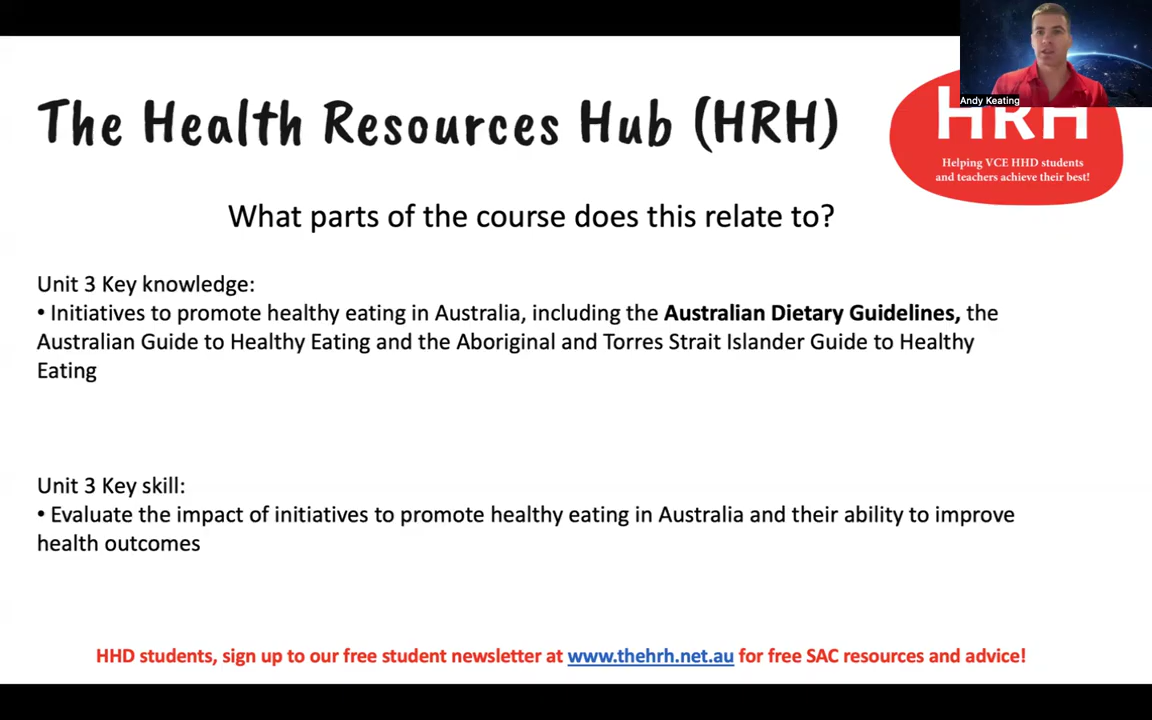 Andy Keating
The Health Resources Hub (HRH)
HRH
Helping VCE HHD students
and teachers achieve their best!
What parts of the course does this relate to?
Unit 3 Key knowledge:
• Initiatives to promote healthy eating in Australia, including the Australian Dietary Guidelines, the
Australian Guide to Healthy Eating and the Aboriginal and Torres Strait Islander Guide to Healthy
Eating
Unit 3 Key skill:
• Evaluate the impact of initiatives to promote healthy eating in Australia and their ability to improve
health outcomes
HHD students, sign up to our free student newsletter at www.thehrh.net.au for free SAC resources and advice!